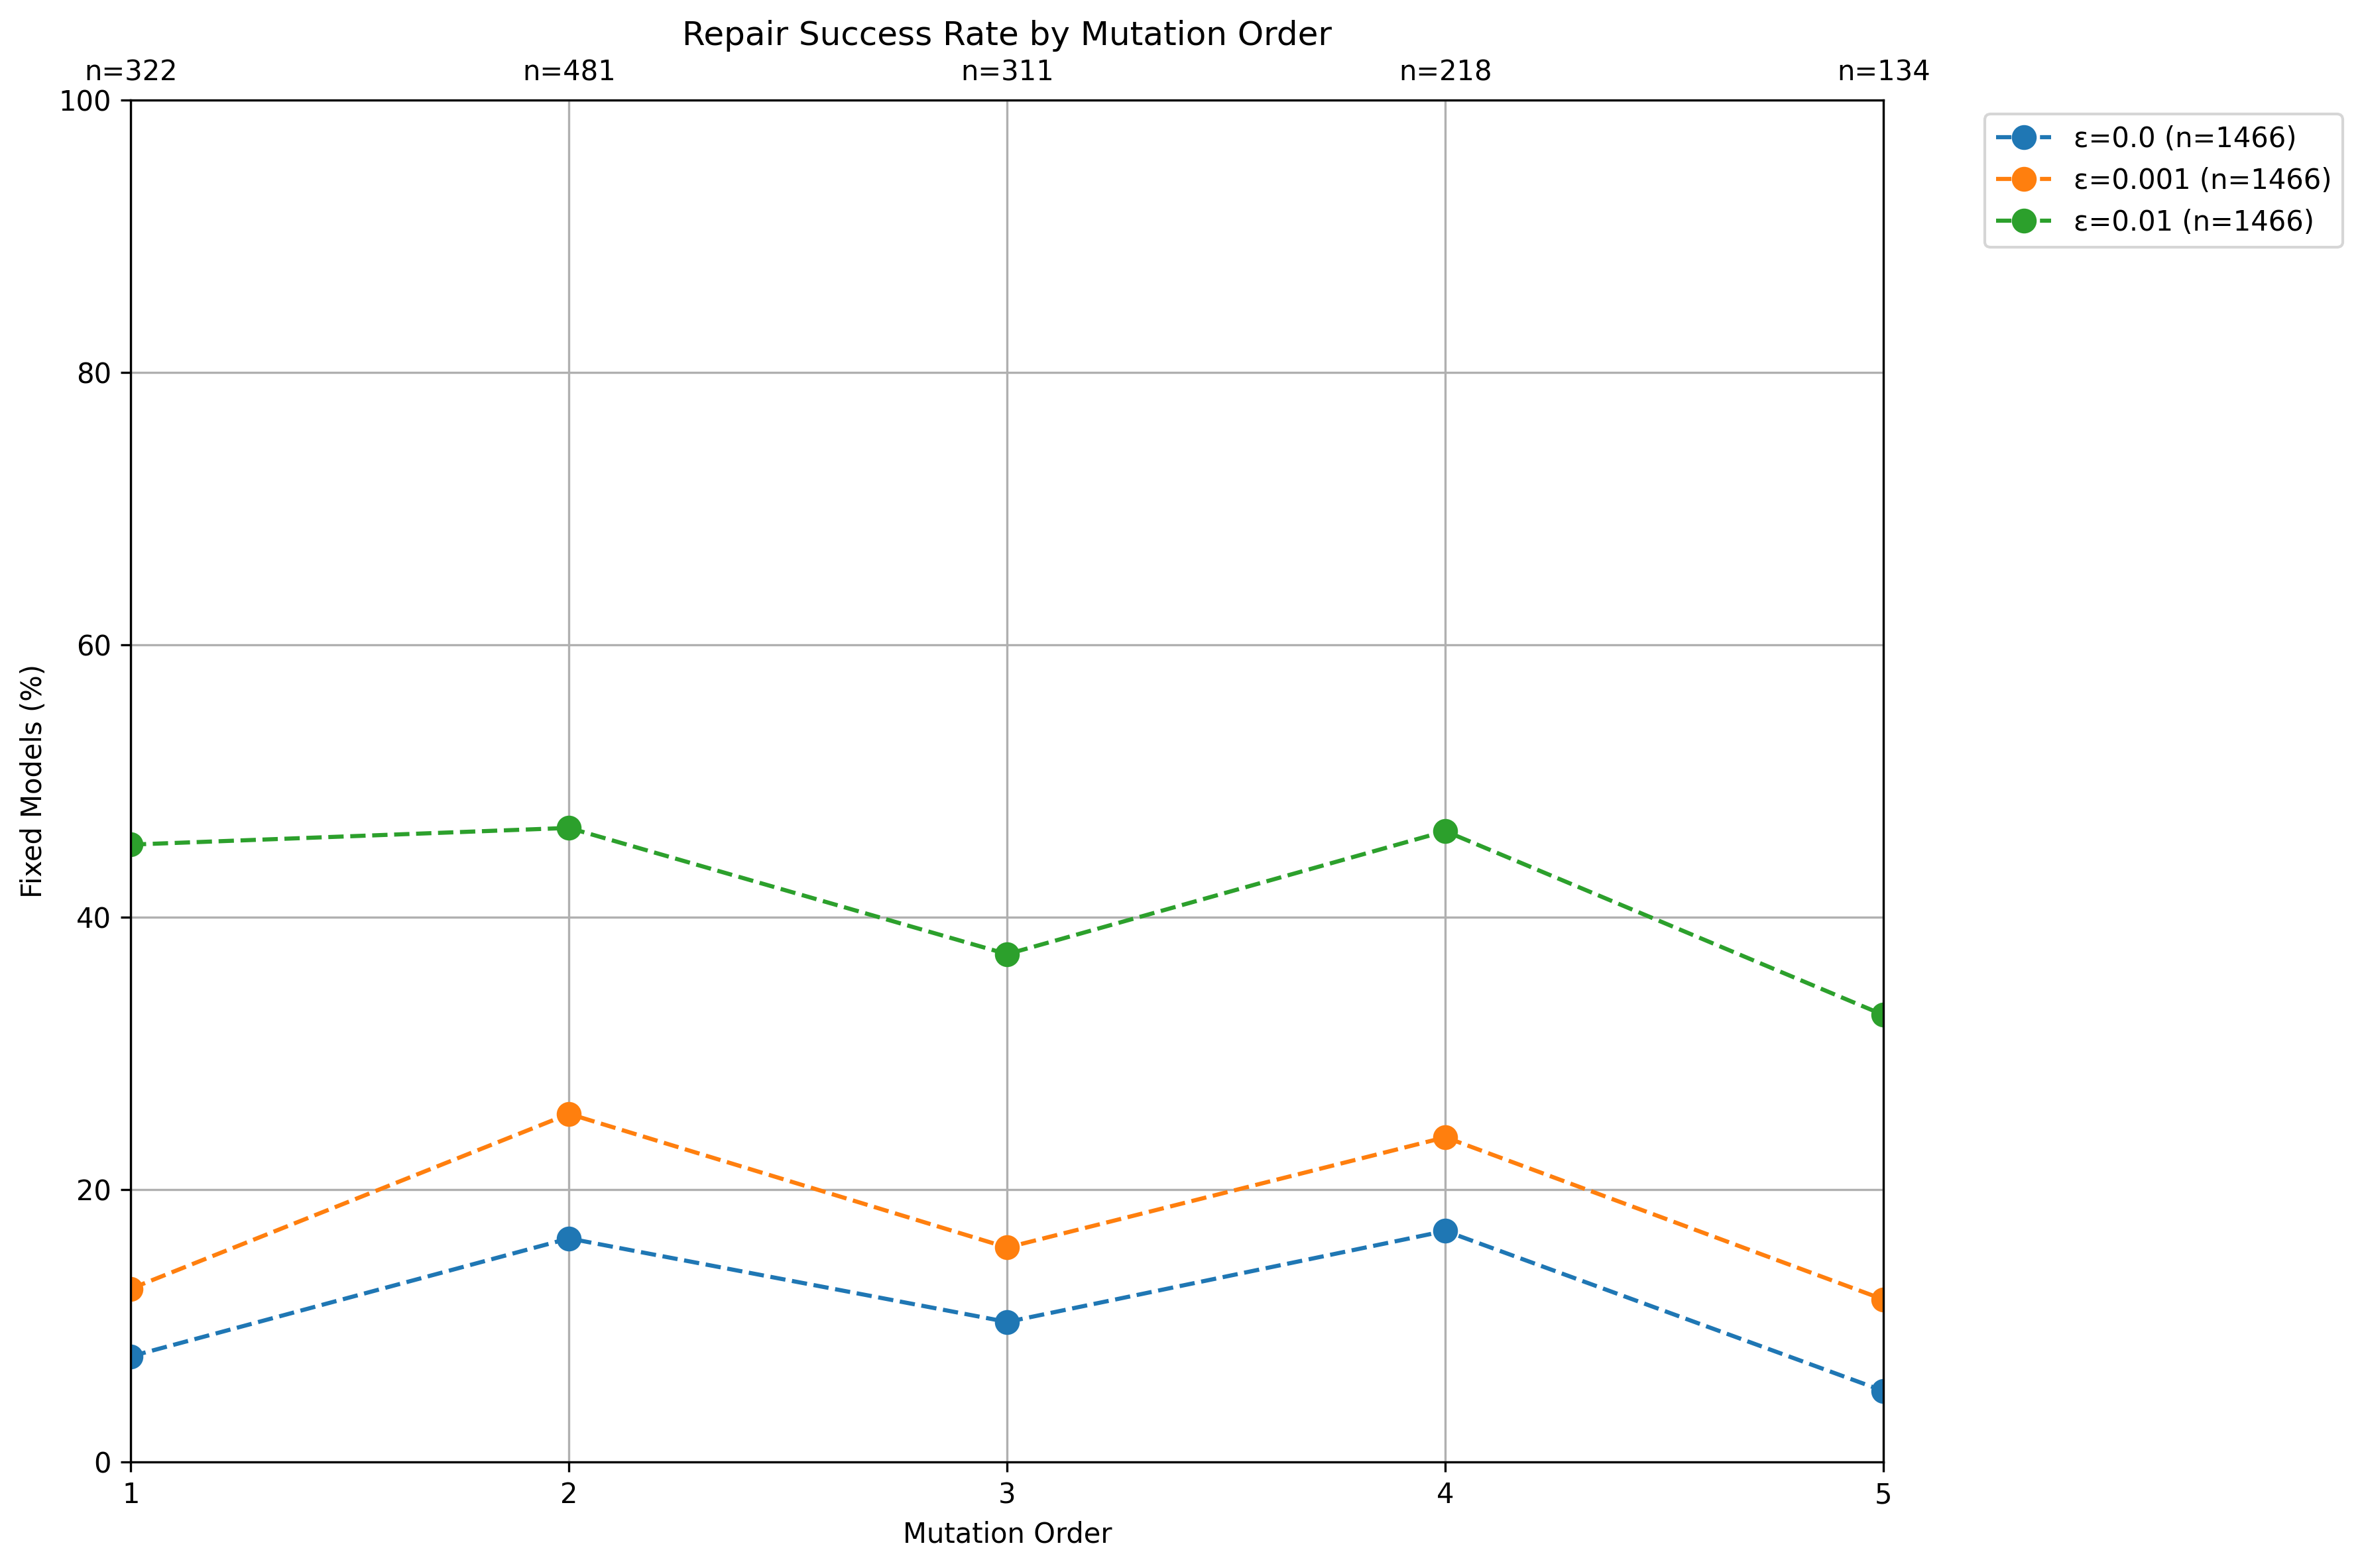 Repair Success Rate by Mutation Order
n=322 n=481 n=311 n=218 n=134
100
80
60
40
20
0
Fixed Models (%)
1 2 3 4 5
Mutation Order
ε=0.0 (n=1466)
ε=0.001 (n=1466)
ε=0.01 (n=1466)